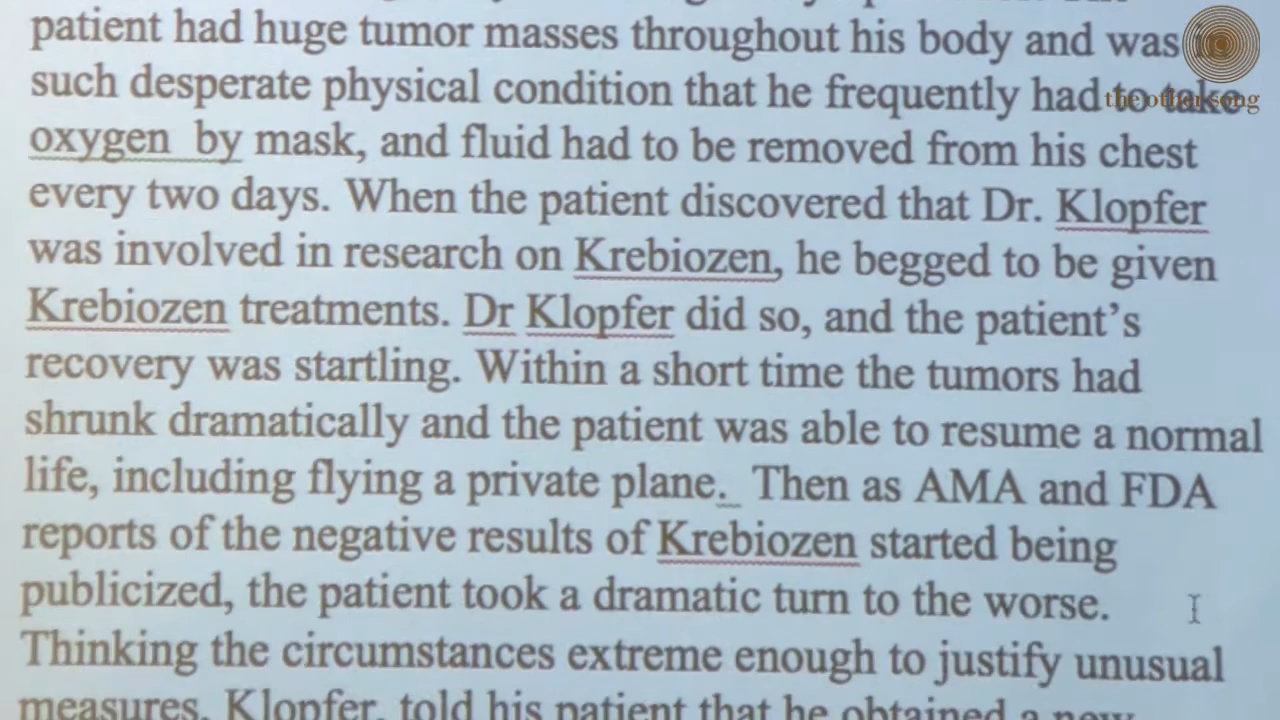 patient had huge tumor masses throughout his body and was in
such desperate physical condition that he frequently had to take
oxygen by mask, and fluid had to be removed from his chest
every two days. When the patient discovered that Dr. Klopfer
was involved in research on Krebiozen, he begged to be given
Krebiozen treatments. Dr Klopfer did so, and the patient's
recovery was startling. Within a short time the tumors had
shrunk dramatically and the patient was able to resume a normal
life, including flying a private plane. Then as AMA and FDA
reports of the negative results of Krebiozen started being
publicized, the patient took a dramatic turn to the worse.
Thinking the circumstances extreme enough to justify unusual
measures, Klopfer, told his patient that he obtained a new
the other song